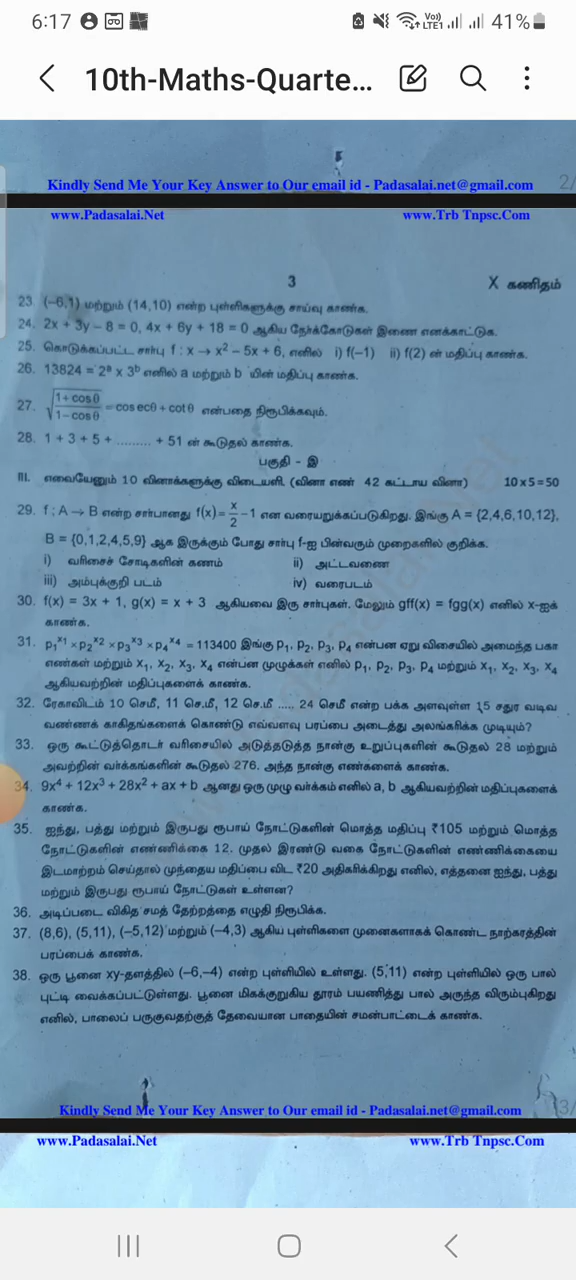 6:17 Vo)) LTE1 41%
10th-Maths-Quarte...
Kindly Send Me Your Key Answer to Our email id - Padasalai.net@gmail.com
2/
www.Padasalai.Net www.Trb Tnpsc.Com
3 X கணிதம்
23. (−6,1) மற்றும் (14,10) என்ற புள்ளிகளுக்கு சாய்வு காண்க.
24. 2x + 3y − 8 = 0, 4x + 6y + 18 = 0 ஆகிய நேர்க்கோடுகள் இணை எனக்காட்டுக.
25. கொடுக்கப்பட்ட சார்பு f : x → x² − 5x + 6, எனில் i) f(−1) ii) f(2) ன் மதிப்பு காண்க.
26. 13824 = 2ᵃ x 3ᵇ எனில் a மற்றும் b யின் மதிப்பு காண்க.
27. √((1 + cosθ)/(1 − cosθ)) = cosecθ + cotθ என்பதை நிரூபிக்கவும்.
28. 1 + 3 + 5 + ......... + 51 ன் கூடுதல் காண்க.
பகுதி - இ
III. எவையேனும் 10 வினாக்களுக்கு விடையளி. (வினா எண் 42 கட்டாய வினா) 10 x 5 = 50
29. f ; A → B என்ற சார்பானது f(x) = x/2 − 1 என வரையறுக்கப்படுகிறது. இங்கு A = {2,4,6,10,12},
B = {0,1,2,4,5,9} ஆக இருக்கும் போது சார்பு f-ஐ பின்வரும் முறைகளில் குறிக்க.
i) வரிசைச் சோடிகளின் கணம் ii) அட்டவணை
iii) அம்புக்குறி படம் iv) வரைபடம்
30. f(x) = 3x + 1, g(x) = x + 3 ஆகியவை இரு சார்புகள். மேலும் gff(x) = fgg(x) எனில் x-ஐக்
காண்க.
31. p₁ˣ¹ × p₂ˣ² × p₃ˣ³ × p₄ˣ⁴ = 113400 இங்கு p₁, p₂, p₃, p₄ என்பன ஏறு விசையில் அமைந்த பகா
எண்கள் மற்றும் x₁, x₂, x₃, x₄ என்பன முழுக்கள் எனில் p₁, p₂, p₃, p₄ மற்றும் x₁, x₂, x₃, x₄
ஆகியவற்றின் மதிப்புகளைக் காண்க.
32. ரேகாவிடம் 10 செமீ, 11 செ.மீ, 12 செ.மீ ..... 24 செமீ என்ற பக்க அளவுள்ள 15 சதுர வடிவ
வண்ணக் காகிதங்களைக் கொண்டு எவ்வளவு பரப்பை அடைத்து அலங்கரிக்க முடியும்?
33. ஒரு கூட்டுத்தொடர் வரிசையில் அடுத்தடுத்த நான்கு உறுப்புகளின் கூடுதல் 28 மற்றும்
அவற்றின் வர்க்கங்களின் கூடுதல் 276. அந்த நான்கு எண்களைக் காண்க.
34. 9x⁴ + 12x³ + 28x² + ax + b ஆனது ஒரு முழு வர்க்கம் எனில் a, b ஆகியவற்றின் மதிப்புகளைக்
காண்க.
35. ஐந்து, பத்து மற்றும் இருபது ரூபாய் நோட்டுகளின் மொத்த மதிப்பு ₹105 மற்றும் மொத்த
நோட்டுகளின் எண்ணிக்கை 12. முதல் இரண்டு வகை நோட்டுகளின் எண்ணிக்கையை
இடமாற்றம் செய்தால் முந்தைய மதிப்பை விட ₹20 அதிகரிக்கிறது எனில், எத்தனை ஐந்து, பத்து
மற்றும் இருபது ரூபாய் நோட்டுகள் உள்ளன?
36. அடிப்படை விகித சமத் தேற்றத்தை எழுதி நிரூபிக்க.
37. (8,6), (5,11), (−5,12) மற்றும் (−4,3) ஆகிய புள்ளிகளை முனைகளாகக் கொண்ட நாற்கரத்தின்
பரப்பைக் காண்க.
38. ஒரு பூனை xy-தளத்தில் (−6,−4) என்ற புள்ளியில் உள்ளது. (5,11) என்ற புள்ளியில் ஒரு பால்
புட்டி வைக்கப்பட்டுள்ளது. பூனை மிகக்குறுகிய தூரம் பயணித்து பால் அருந்த விரும்புகிறது
எனில், பாலைப் பருகுவதற்குத் தேவையான பாதையின் சமன்பாட்டைக் காண்க.
Kindly Send Me Your Key Answer to Our email id - Padasalai.net@gmail.com
3/
www.Padasalai.Net www.Trb Tnpsc.Com